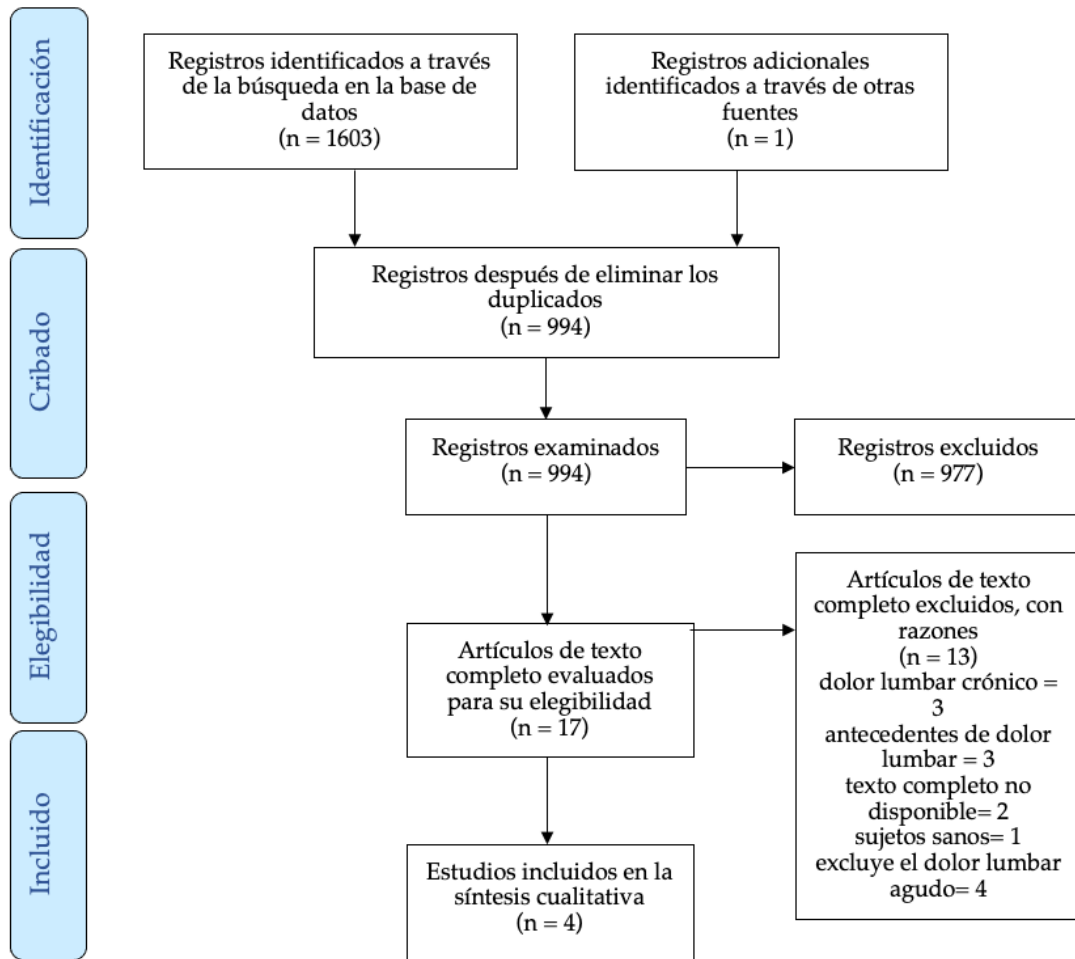 Identificación
Registros identificados a través
de la búsqueda en la base de
datos
(n = 1603)
Registros adicionales
identificados a través de otras
fuentes
(n = 1)
Cribado
Registros después de eliminar los
duplicados
(n = 994)
Registros examinados
(n = 994)
Registros excluidos
(n = 977)
Elegibilidad
Artículos de texto
completo evaluados
para su elegibilidad
(n = 17)
Artículos de texto
completo excluidos, con
razones
(n = 13)
dolor lumbar crónico =
3
antecedentes de dolor
lumbar = 3
texto completo no
disponible= 2
sujetos sanos= 1
excluye el dolor lumbar
agudo= 4
Incluido
Estudios incluidos en la
síntesis cualitativa
(n = 4)